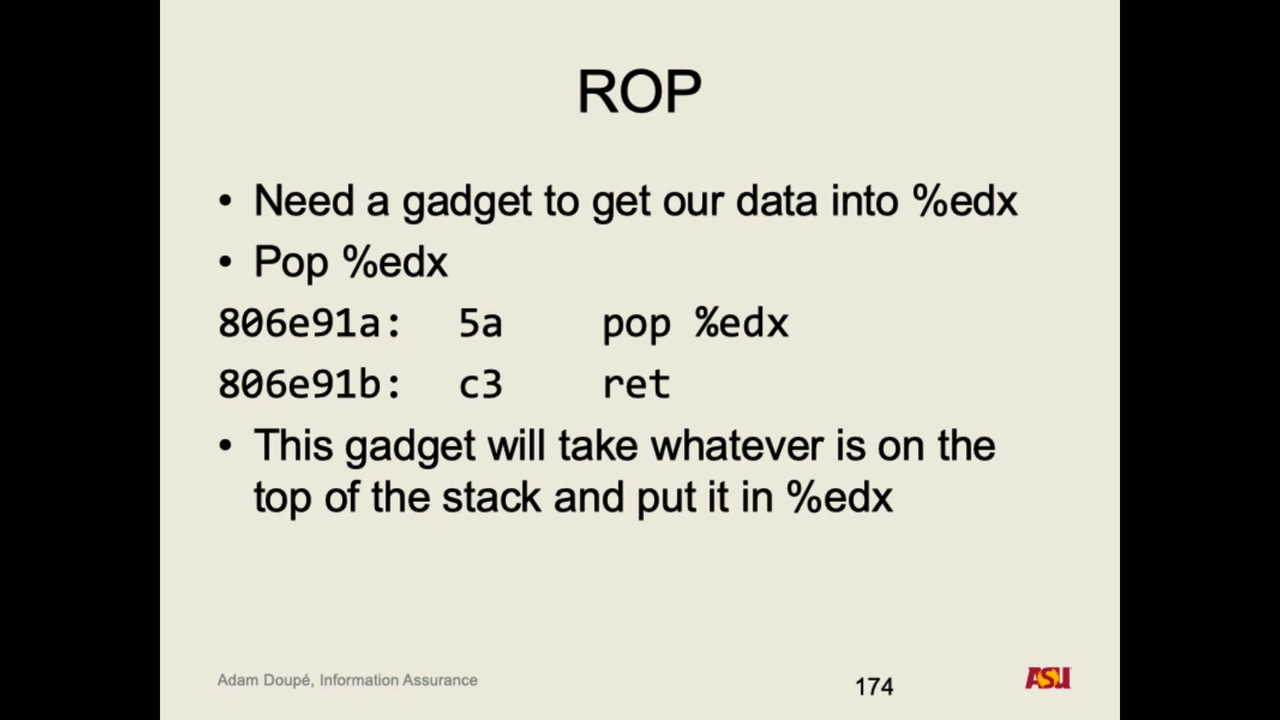 ROP
• Need a gadget to get our data into %edx
• Pop %edx
806e91a: 5a pop %edx
806e91b: c3 ret
• This gadget will take whatever is on the
top of the stack and put it in %edx
Adam Doupé, Information Assurance
174
ASU